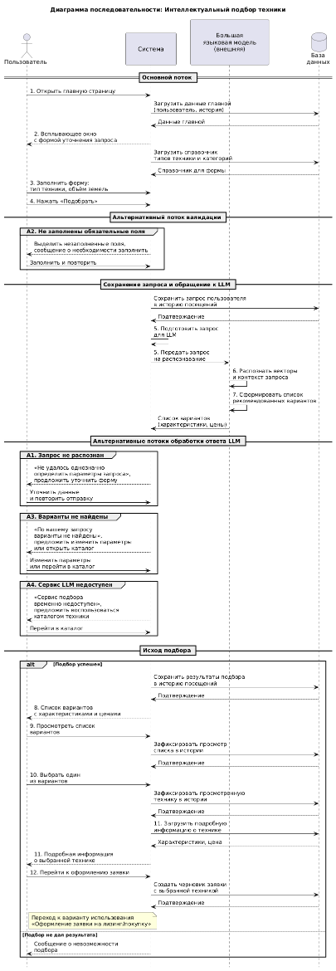 Диаграмма последовательности: Интеллектуальный подбор техники
Пользователь
Система
Большая
языковая модель
(внешняя)
База
данных
Основной поток
1. Открыть главную страницу
Загрузить данные главной
(пользователь, история)
Данные главной
2. Всплывающее окно
с формой уточнения запроса
Загрузить справочник
типов техники и категорий
Справочник для формы
3. Заполнить форму:
тип техники, объём земель
4. Нажать «Подобрать»
Альтернативный поток валидации
A2. Не заполнены обязательные поля
Выделить незаполненные поля,
сообщение о необходимости заполнить
Заполнить и повторить
Сохранение запроса и обращение к LLM
Сохранить запрос пользователя
в историю посещений
Подтверждение
5. Подготовить запрос
для LLM
5. Передать запрос
на распознавание
6. Распознать векторы
и контекст запроса
7. Сформировать список
рекомендованных вариантов
Список вариантов
(характеристики, цены)
Альтернативные потоки обработки ответа LLM
A1. Запрос не распознан
«Не удалось однозначно
определить параметры запроса»,
предложить уточнить форму
Уточнить данные
и повторить отправку
A3. Варианты не найдены
«По вашему запросу
варианты не найдены»,
предложить изменить параметры
или открыть каталог
Изменить параметры
или перейти в каталог
A4. Сервис LLM недоступен
«Сервис подбора
временно недоступен»,
предложить воспользоваться
каталогом техники
Перейти к каталогу
Исход подбора
alt [Подбор успешен]
Сохранить результаты подбора
в историю посещений
Подтверждение
8. Список вариантов
с характеристиками и ценами
9. Просмотреть список
вариантов
Зафиксировать просмотр
списка в истории
Подтверждение
10. Выбрать один
из вариантов
Зафиксировать просмотренную
технику в истории
Подтверждение
11. Загрузить подробную
информацию о технике
Характеристики, цена
11. Подробная информация
о выбранной технике
12. Перейти к оформлению заявки
Создать черновик заявки
с выбранной техникой
Подтверждение
Переход к варианту использования
«Оформление заявки на лизинг/покупку»
[Подбор не дал результата]
Сообщение о невозможности
подбора